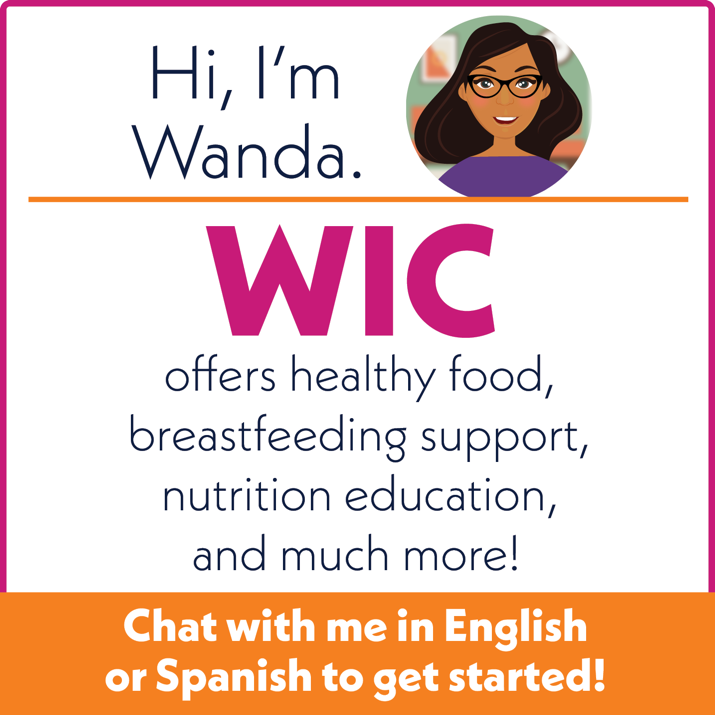 Hi, I'm
Wanda.
WIC
offers healthy food,
breastfeeding support,
nutrition education,
and much more!
Chat with me in English
or Spanish to get started!